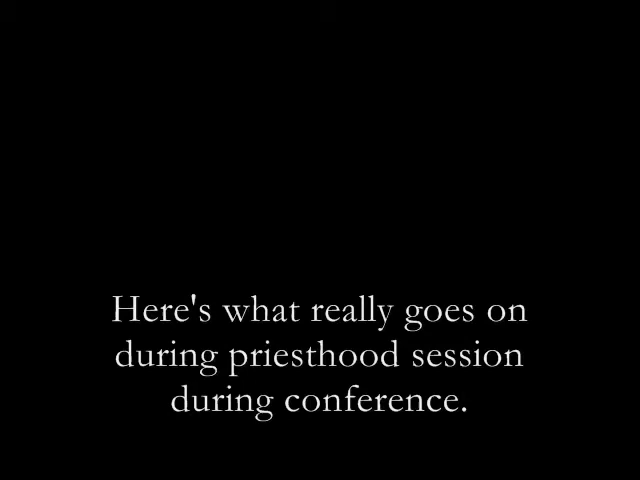 Here's what really goes on
during priesthood session
during conference.